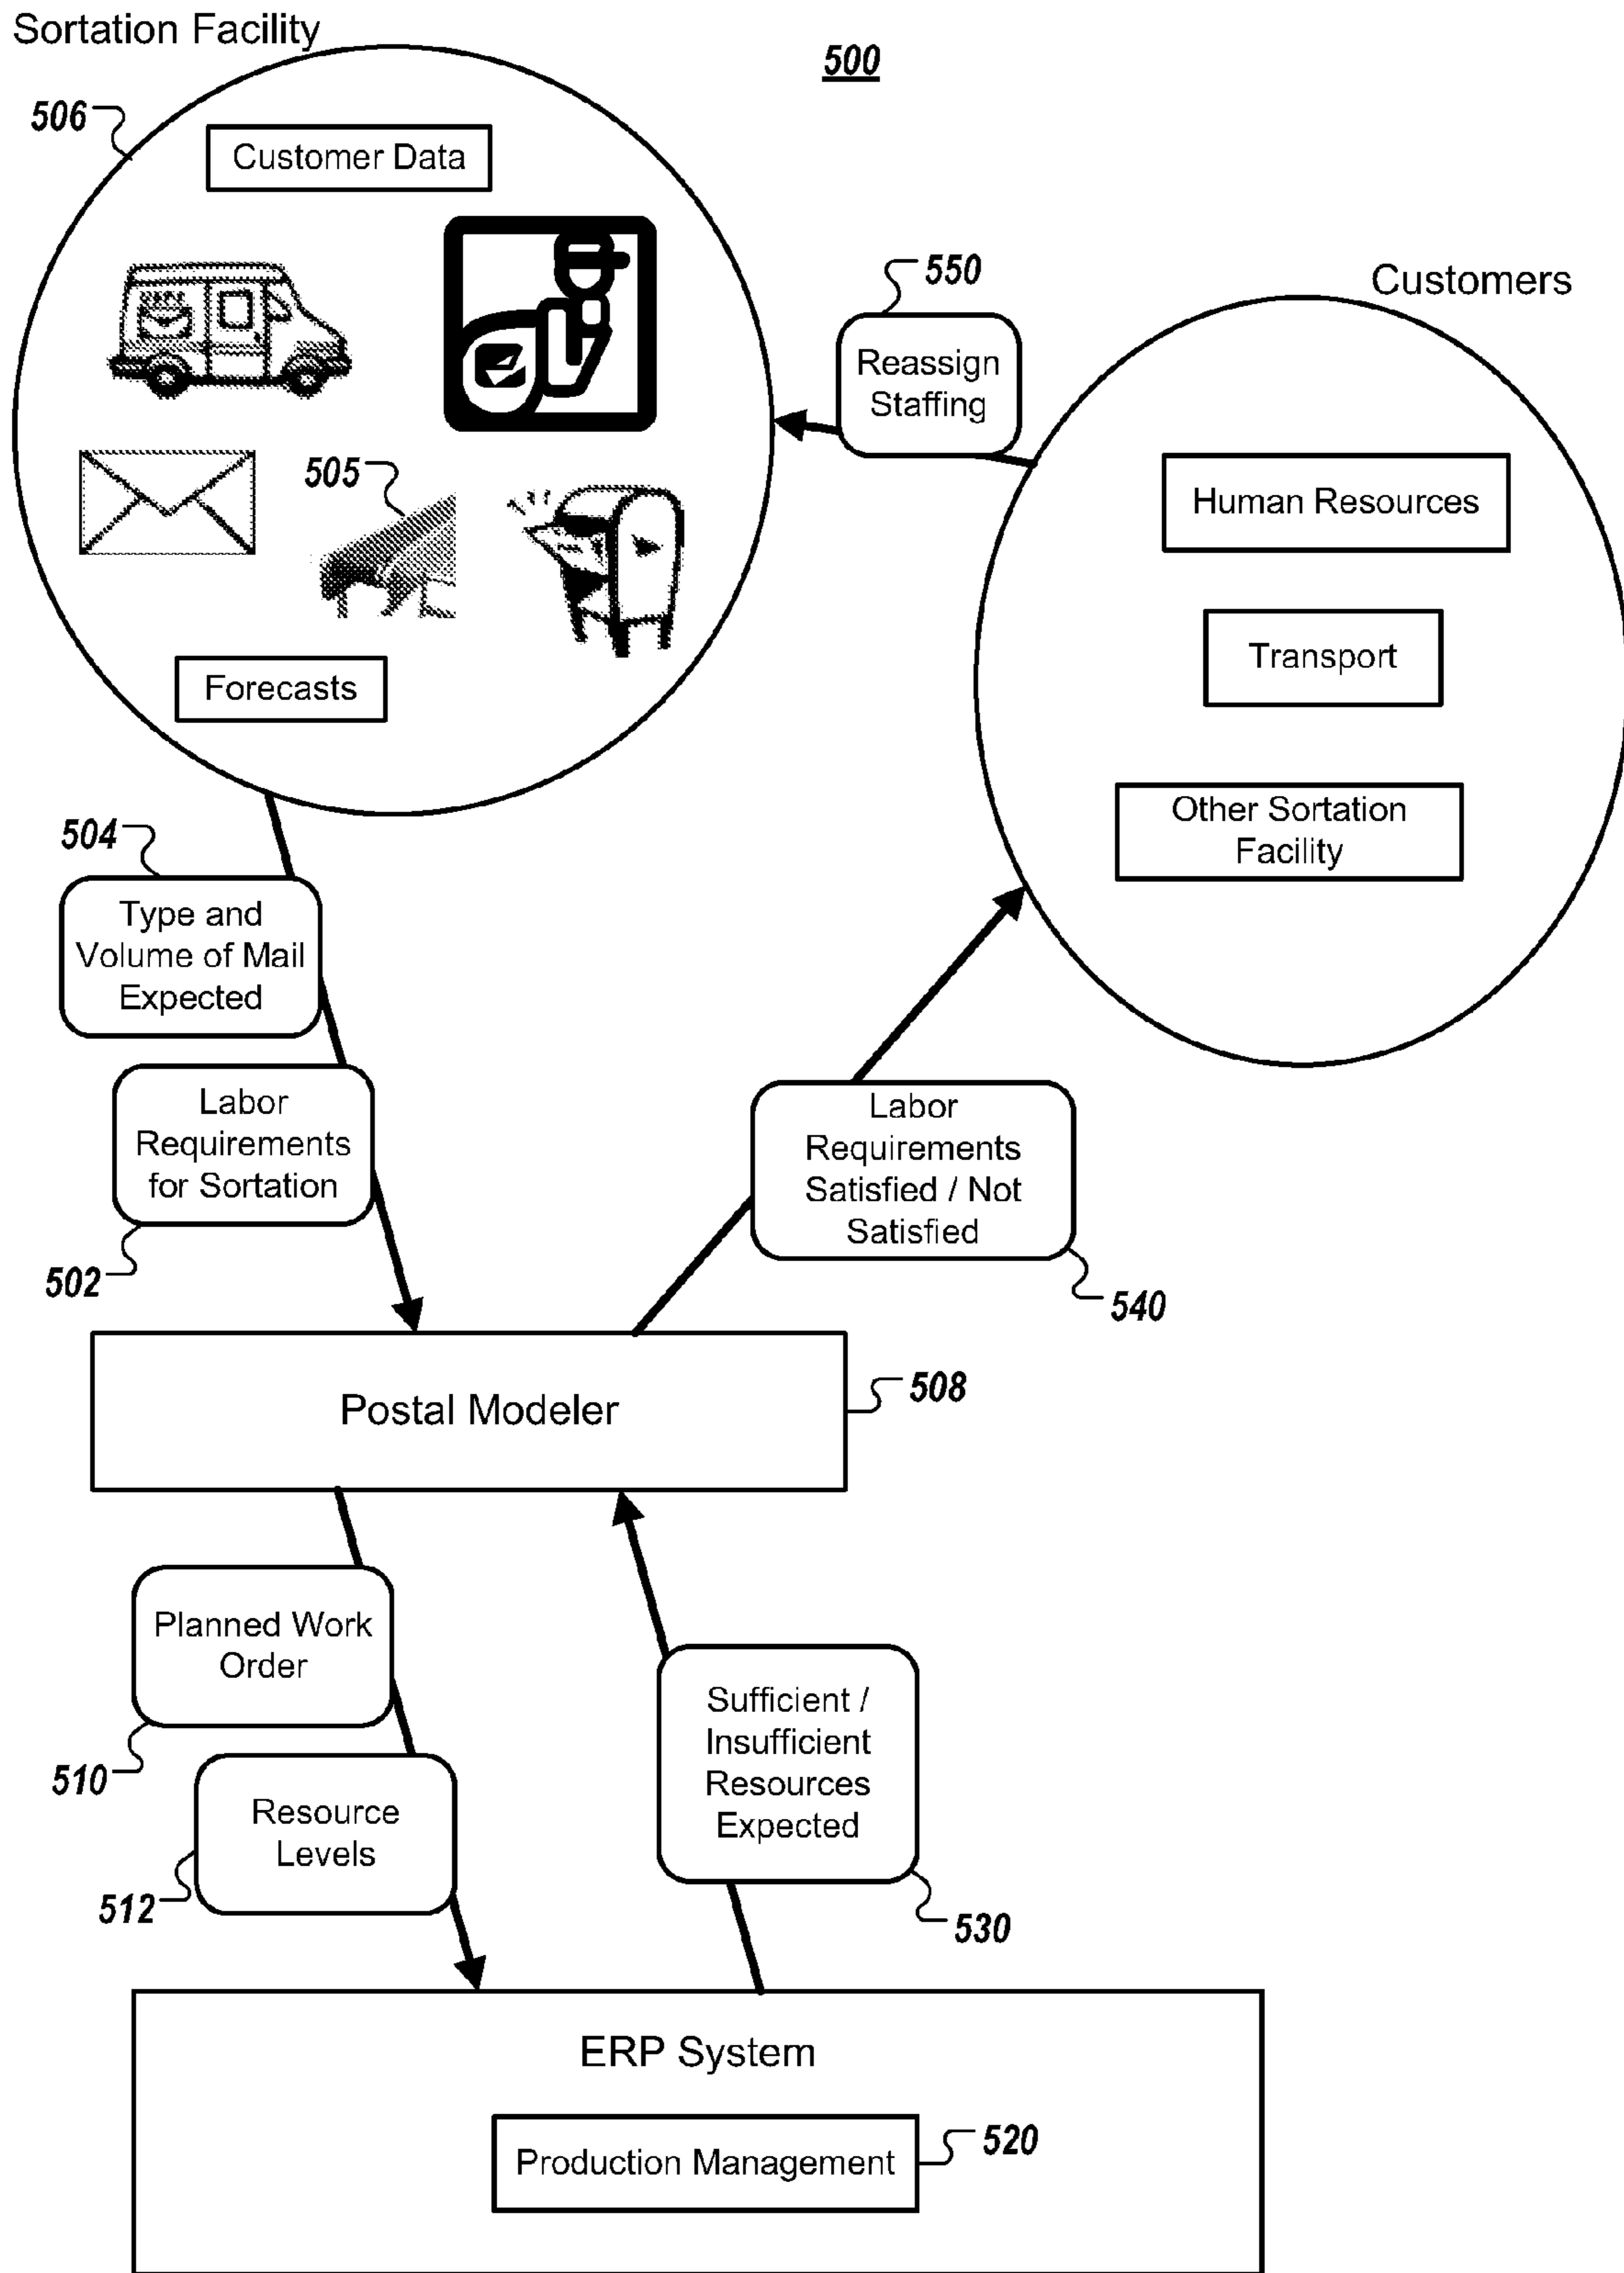 Sortation Facility
500
506
Customer Data
550
Customers
Reassign
Staffing
Human Resources
505
Transport
Forecasts
Other Sortation
Facility
504
Type and
Volume of Mail
Expected
Labor
Requirements
for Sortation
502
Labor
Requirements
Satisfied / Not
Satisfied
540
Postal Modeler
508
Planned Work
Order
510
Resource
Levels
512
Sufficient /
Insufficient
Resources
Expected
530
ERP System
Production Management
520